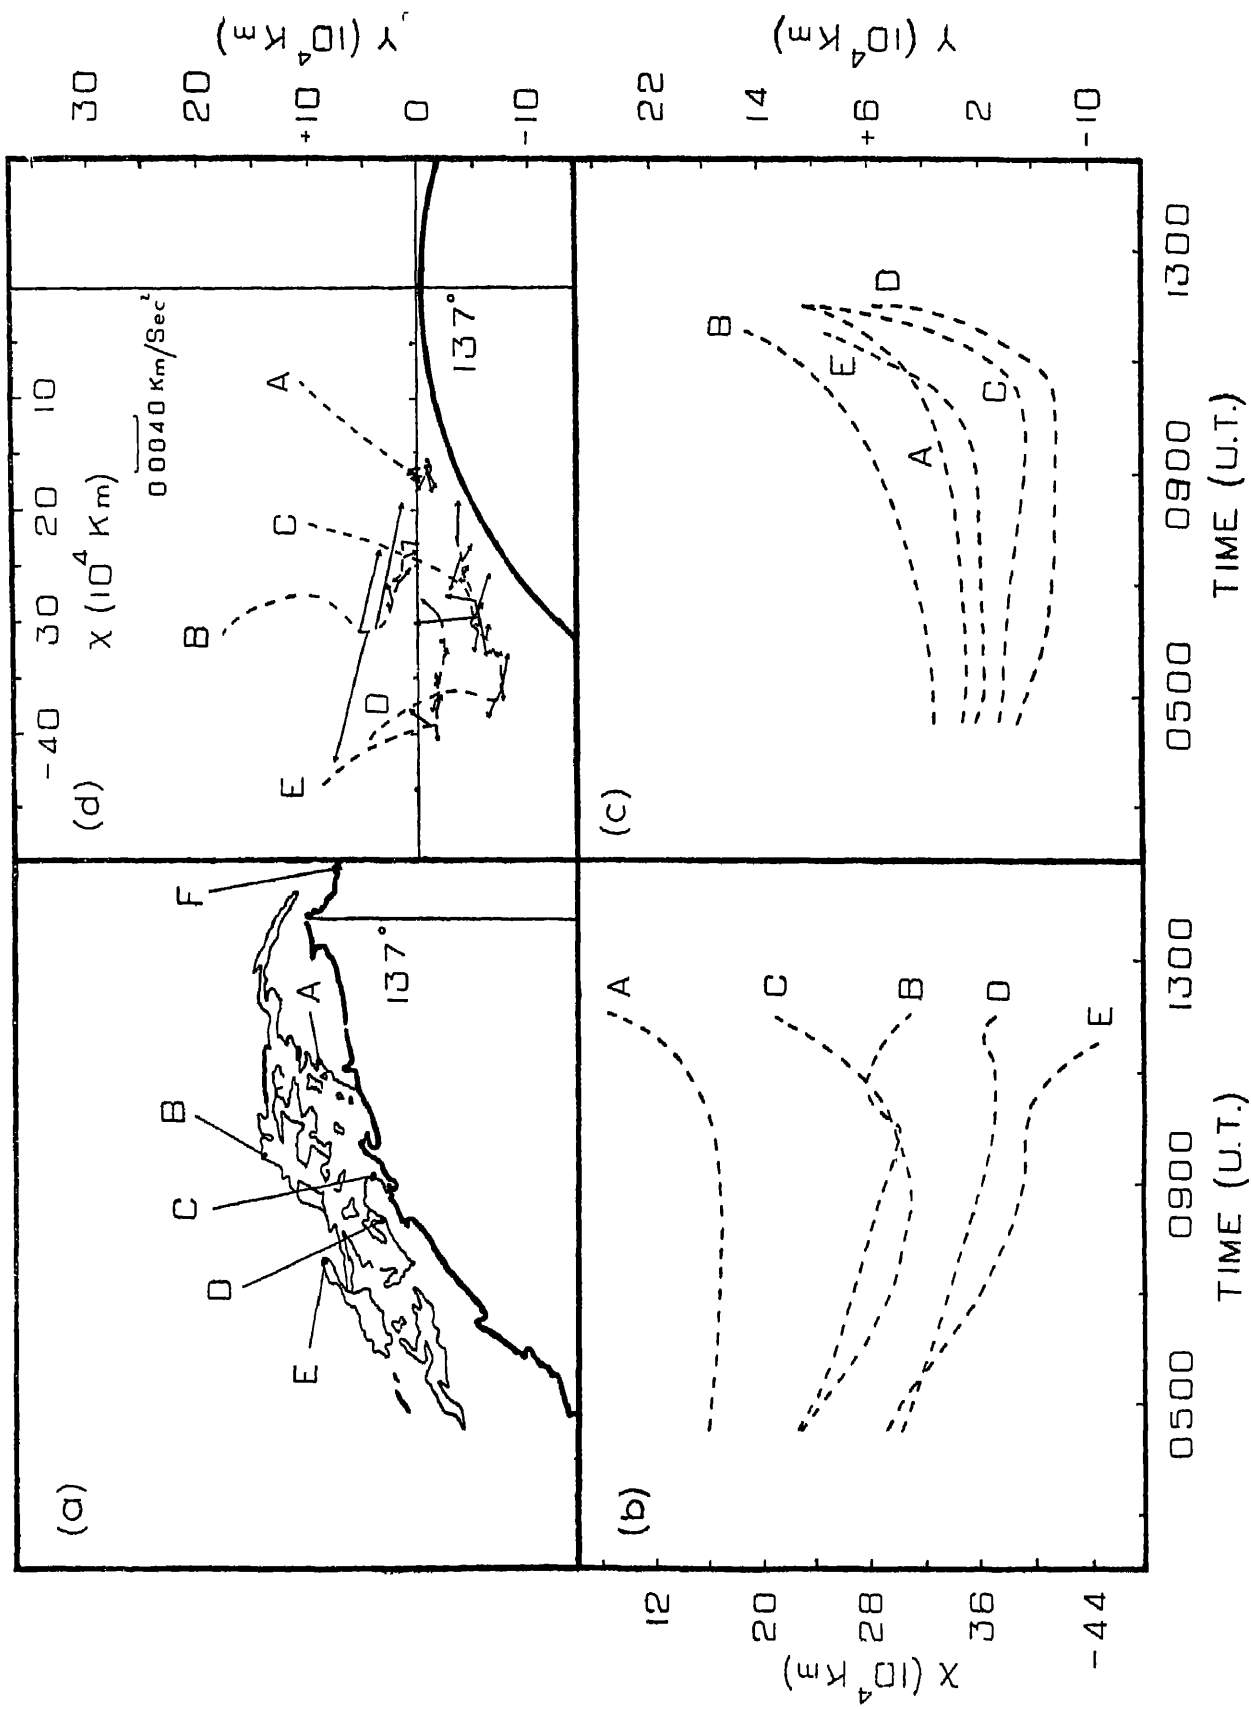 (a)
F
A
B
C
D
E
137°
(d)
-40
30
20
10
χ (10⁴ Km)
00040 Km/Sec²
A
B
C
D
E
137°
30
20
+10
0
-10
Y (10⁴ Km)
(b)
12
20
28
36
-44
χ (10⁴ Km)
A
C
B
D
E
0500
0900
1300
TIME (U.T.)
(c)
B
D
E
A
C
22
14
+6
2
-10
Y (10⁴ Km)
0500
0900
1300
TIME (U.T.)